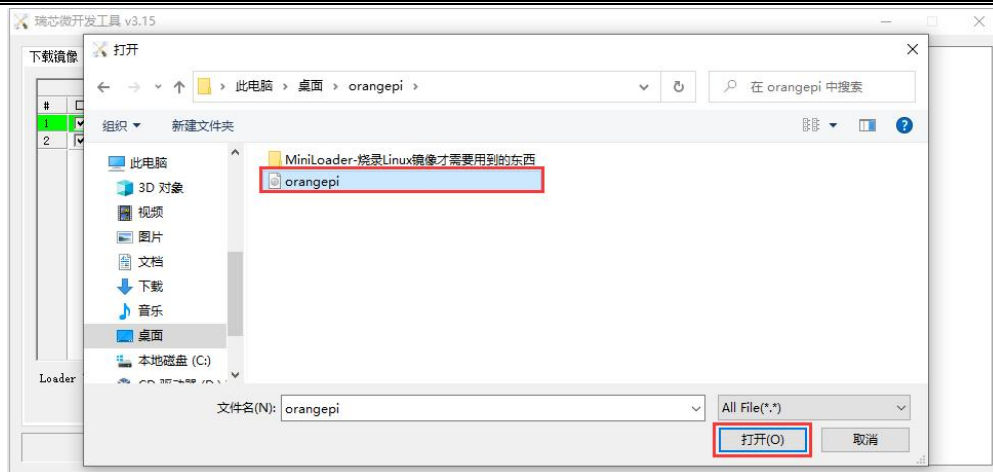 瑞芯微开发工具 v3.15
下载镜像
打开
此电脑 › 桌面 › orangepi ›
在 orangepi 中搜索
组织 新建文件夹
#
1
2
此电脑
3D 对象
视频
图片
文档
下载
音乐
桌面
本地磁盘 (C:)
MiniLoader-烧录Linux镜像才需要用到的东西
orangepi
Loader
文件名(N): orangepi
All File(*.*)
打开(O) 取消